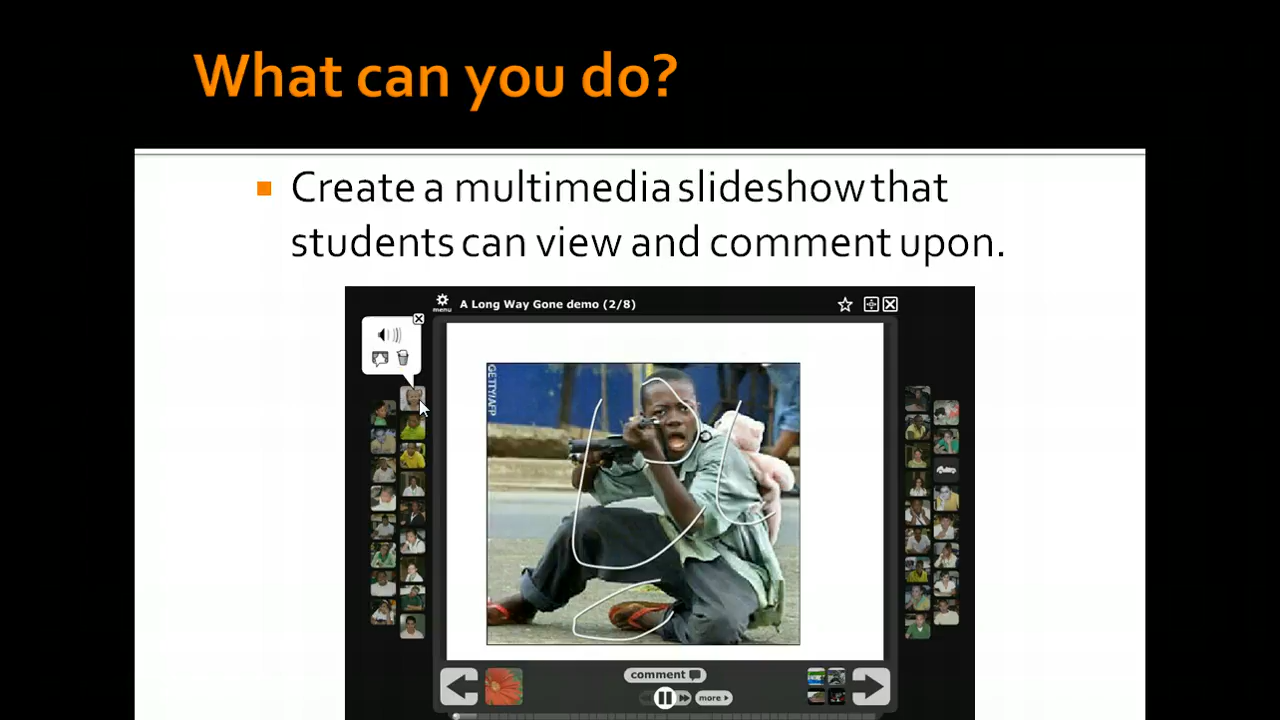 What can you do?
Create a multimedia slideshow that
students can view and comment upon.
menu
A Long Way Gone demo (2/8)
GETTY/AFP
comment
more